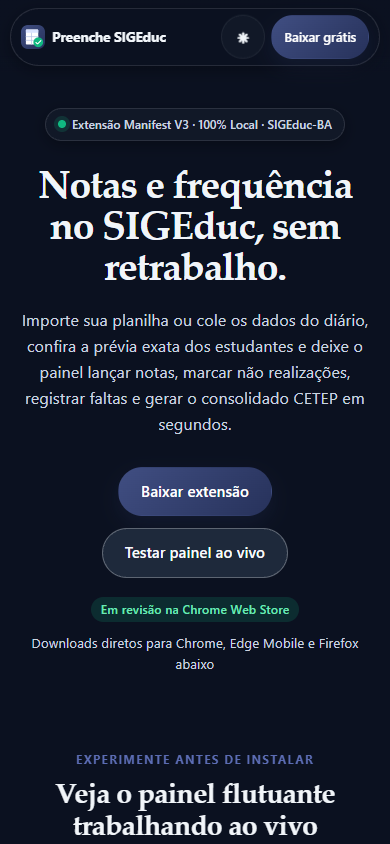 Preenche SIGEduc
Baixar grátis
Extensão Manifest V3 · 100% Local · SIGEduc-BA
Notas e frequência
no SIGEduc, sem
retrabalho.
Importe sua planilha ou cole os dados do diário,
confira a prévia exata dos estudantes e deixe o
painel lançar notas, marcar não realizações,
registrar faltas e gerar o consolidado CETEP em
segundos.
Baixar extensão
Testar painel ao vivo
Em revisão na Chrome Web Store
Downloads diretos para Chrome, Edge Mobile e Firefox
abaixo
EXPERIMENTE ANTES DE INSTALAR
Veja o painel flutuante
trabalhando ao vivo